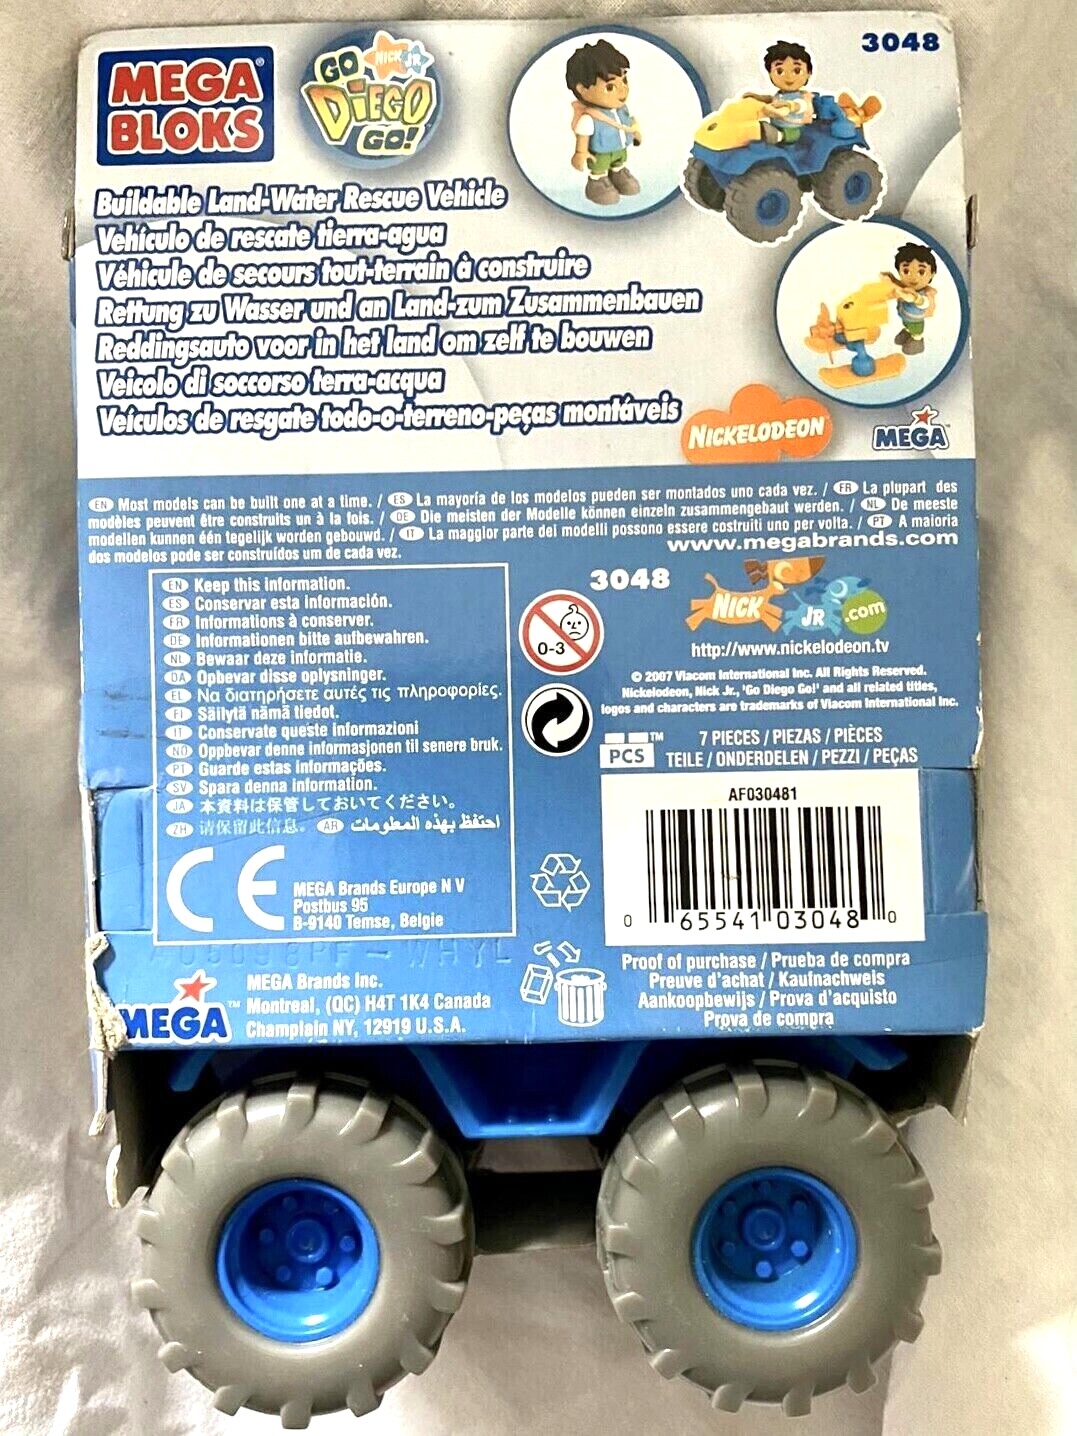 MEGA
BLOKS®
GO
NICK JR
DIEGO
GO!
3048
Buildable Land-Water Rescue Vehicle
Vehículo de rescate tierra-agua
Véhicule de secours tout-terrain à construire
Rettung zu Wasser und an Land-zum Zusammenbauen
Reddingsauto voor in het land om zelf te bouwen
Veicolo di soccorso terra-acqua
Veículos de resgate todo-o-terreno-peças montáveis
NICKELODEON
MEGA
EN Most models can be built one at a time. / ES La mayoría de los modelos pueden ser montados uno cada vez. / FR La plupart des
modèles peuvent être construits un à la fois. / DE Die meisten der Modelle können einzeln zusammengebaut werden. / NL De meeste
modellen kunnen één tegelijk worden gebouwd. / IT La maggior parte dei modelli possono essere costruiti uno per volta. / PT A maioria
dos modelos pode ser construídos um de cada vez.
www.megabrands.com
EN Keep this information.
ES Conservar esta información.
FR Informations à conserver.
DE Informationen bitte aufbewahren.
NL Bewaar deze informatie.
DA Opbevar disse oplysninger.
EL Να διατηρήσετε αυτές τις πληροφορίες.
FI Säilytä nämä tiedot.
IT Conservate queste informazioni
NO Oppbevar denne informasjonen til senere bruk.
PT Guarde estas informações.
SV Spara denna information.
JA 本資料は保管しておいてください。
ZH 请保留此信息。 AR احتفظ بهذه المعلومات
CE
MEGA Brands Europe N V
Postbus 95
B-9140 Temse, Belgie
3048
0-3
NICK JR .com
http://www.nickelodeon.tv
© 2007 Viacom International Inc. All Rights Reserved.
Nickelodeon, Nick Jr., 'Go Diego Go!' and all related titles,
logos and characters are trademarks of Viacom International Inc.
PCS ™
7 PIECES / PIEZAS / PIÈCES
TEILE / ONDERDELEN / PEZZI / PEÇAS
AF030481
0 65541 03048 0
Proof of purchase / Prueba de compra
Preuve d'achat / Kaufnachweis
Aankoopbewijs / Prova d'acquisto
Prova de compra
MEGA™
MEGA Brands Inc.
Montreal, (QC) H4T 1K4 Canada
Champlain NY, 12919 U.S.A.